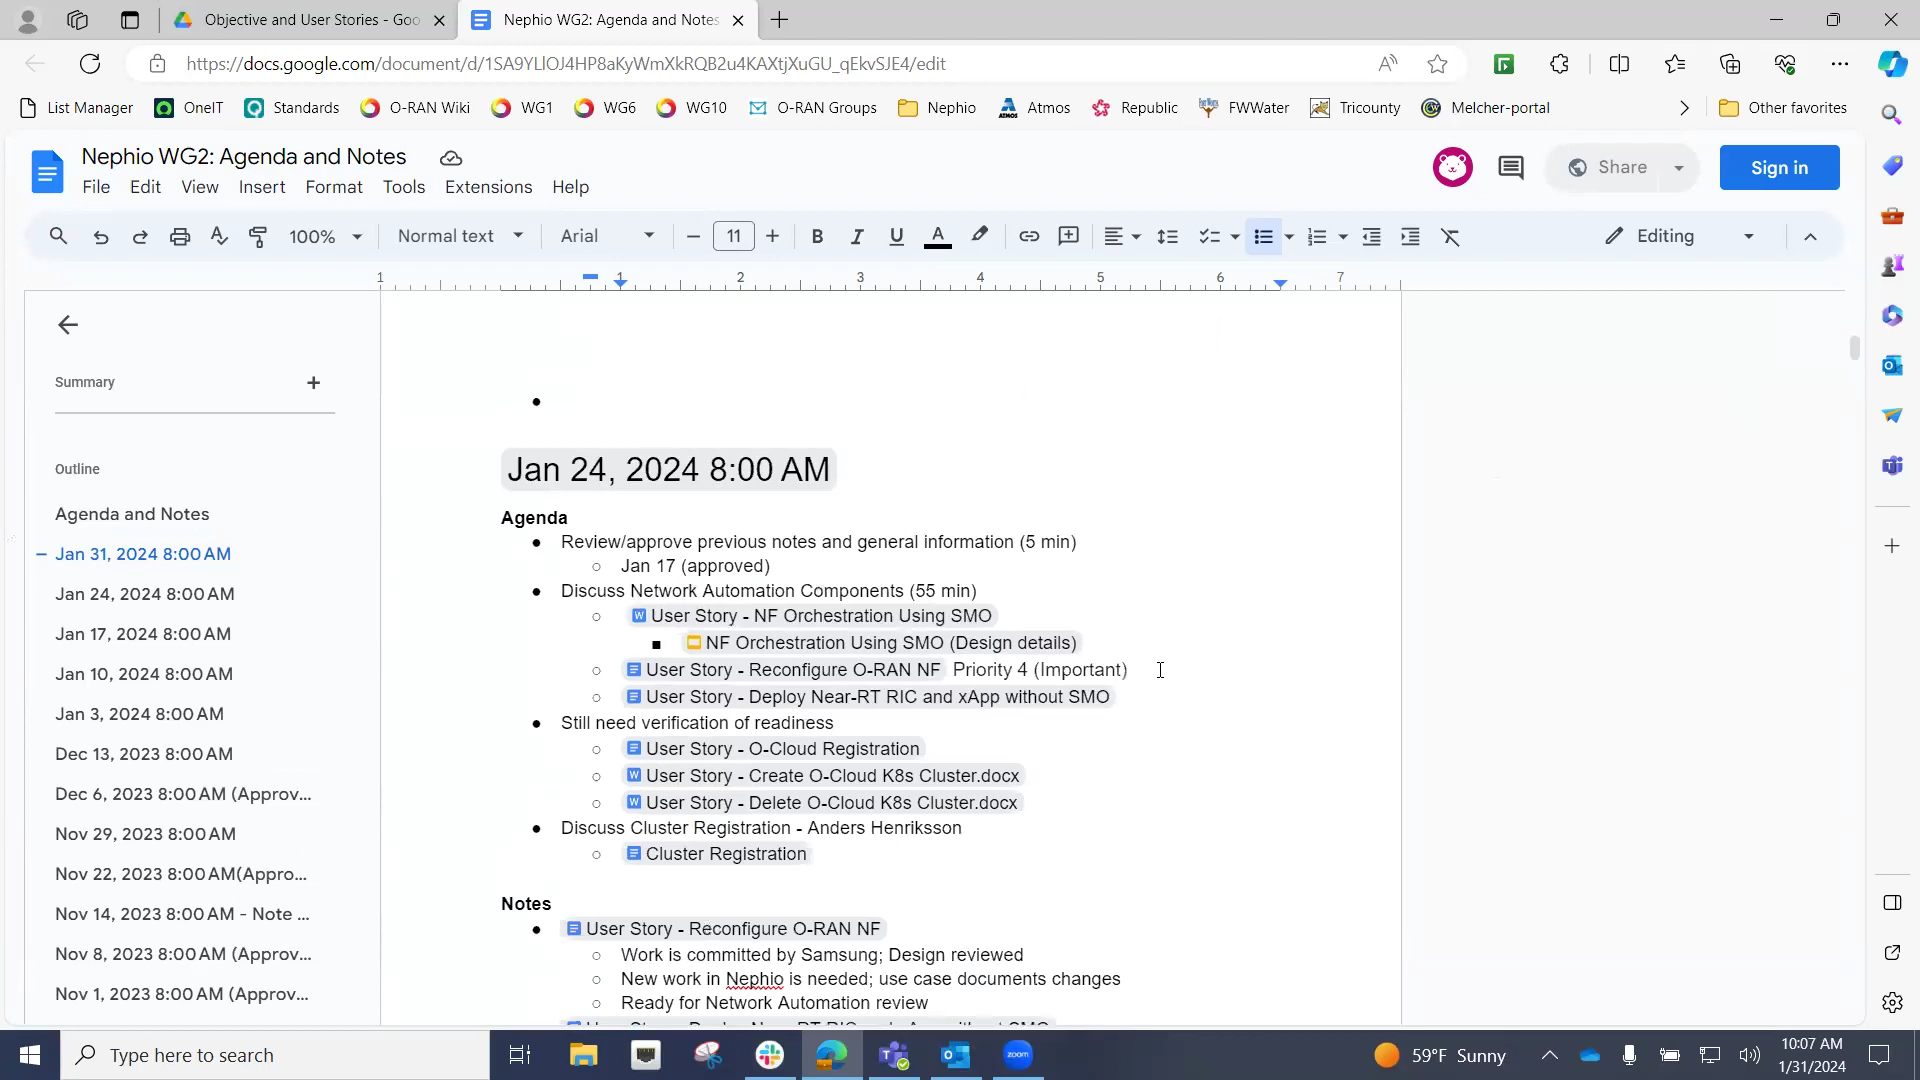 Objective and User Stories - Goo
Nephio WG2: Agenda and Notes
https://docs.google.com/document/d/1SA9YLlOJ4HP8aKyWmXkRQB2u4KAXtjXuGU_qEkvSJE4/edit
List Manager
OneIT
Standards
O-RAN Wiki
WG1
WG6
WG10
O-RAN Groups
Nephio
Atmos
Republic
FWWater
Tricounty
Melcher-portal
Other favorites
Nephio WG2: Agenda and Notes
Share
Sign in
File Edit View Insert Format Tools Extensions Help
100%
Normal text
Arial
11
Editing
1 1 2 3 4 5 6 7
Summary
Outline
Agenda and Notes
Jan 31, 2024 8:00 AM
Jan 24, 2024 8:00 AM
Jan 17, 2024 8:00 AM
Jan 10, 2024 8:00 AM
Jan 3, 2024 8:00 AM
Dec 13, 2023 8:00 AM
Dec 6, 2023 8:00 AM (Approv...
Nov 29, 2023 8:00 AM
Nov 22, 2023 8:00 AM(Appro...
Nov 14, 2023 8:00 AM - Note ...
Nov 8, 2023 8:00 AM (Approv...
Nov 1, 2023 8:00 AM (Approv...
Jan 24, 2024 8:00 AM
Agenda
Review/approve previous notes and general information (5 min)
Jan 17 (approved)
Discuss Network Automation Components (55 min)
User Story - NF Orchestration Using SMO
NF Orchestration Using SMO (Design details)
User Story - Reconfigure O-RAN NF Priority 4 (Important)
User Story - Deploy Near-RT RIC and xApp without SMO
Still need verification of readiness
User Story - O-Cloud Registration
User Story - Create O-Cloud K8s Cluster.docx
User Story - Delete O-Cloud K8s Cluster.docx
Discuss Cluster Registration - Anders Henriksson
Cluster Registration
Notes
User Story - Reconfigure O-RAN NF
Work is committed by Samsung; Design reviewed
New work in Nephio is needed; use case documents changes
Ready for Network Automation review
Type here to search
zoom
59°F Sunny
10:07 AM
1/31/2024